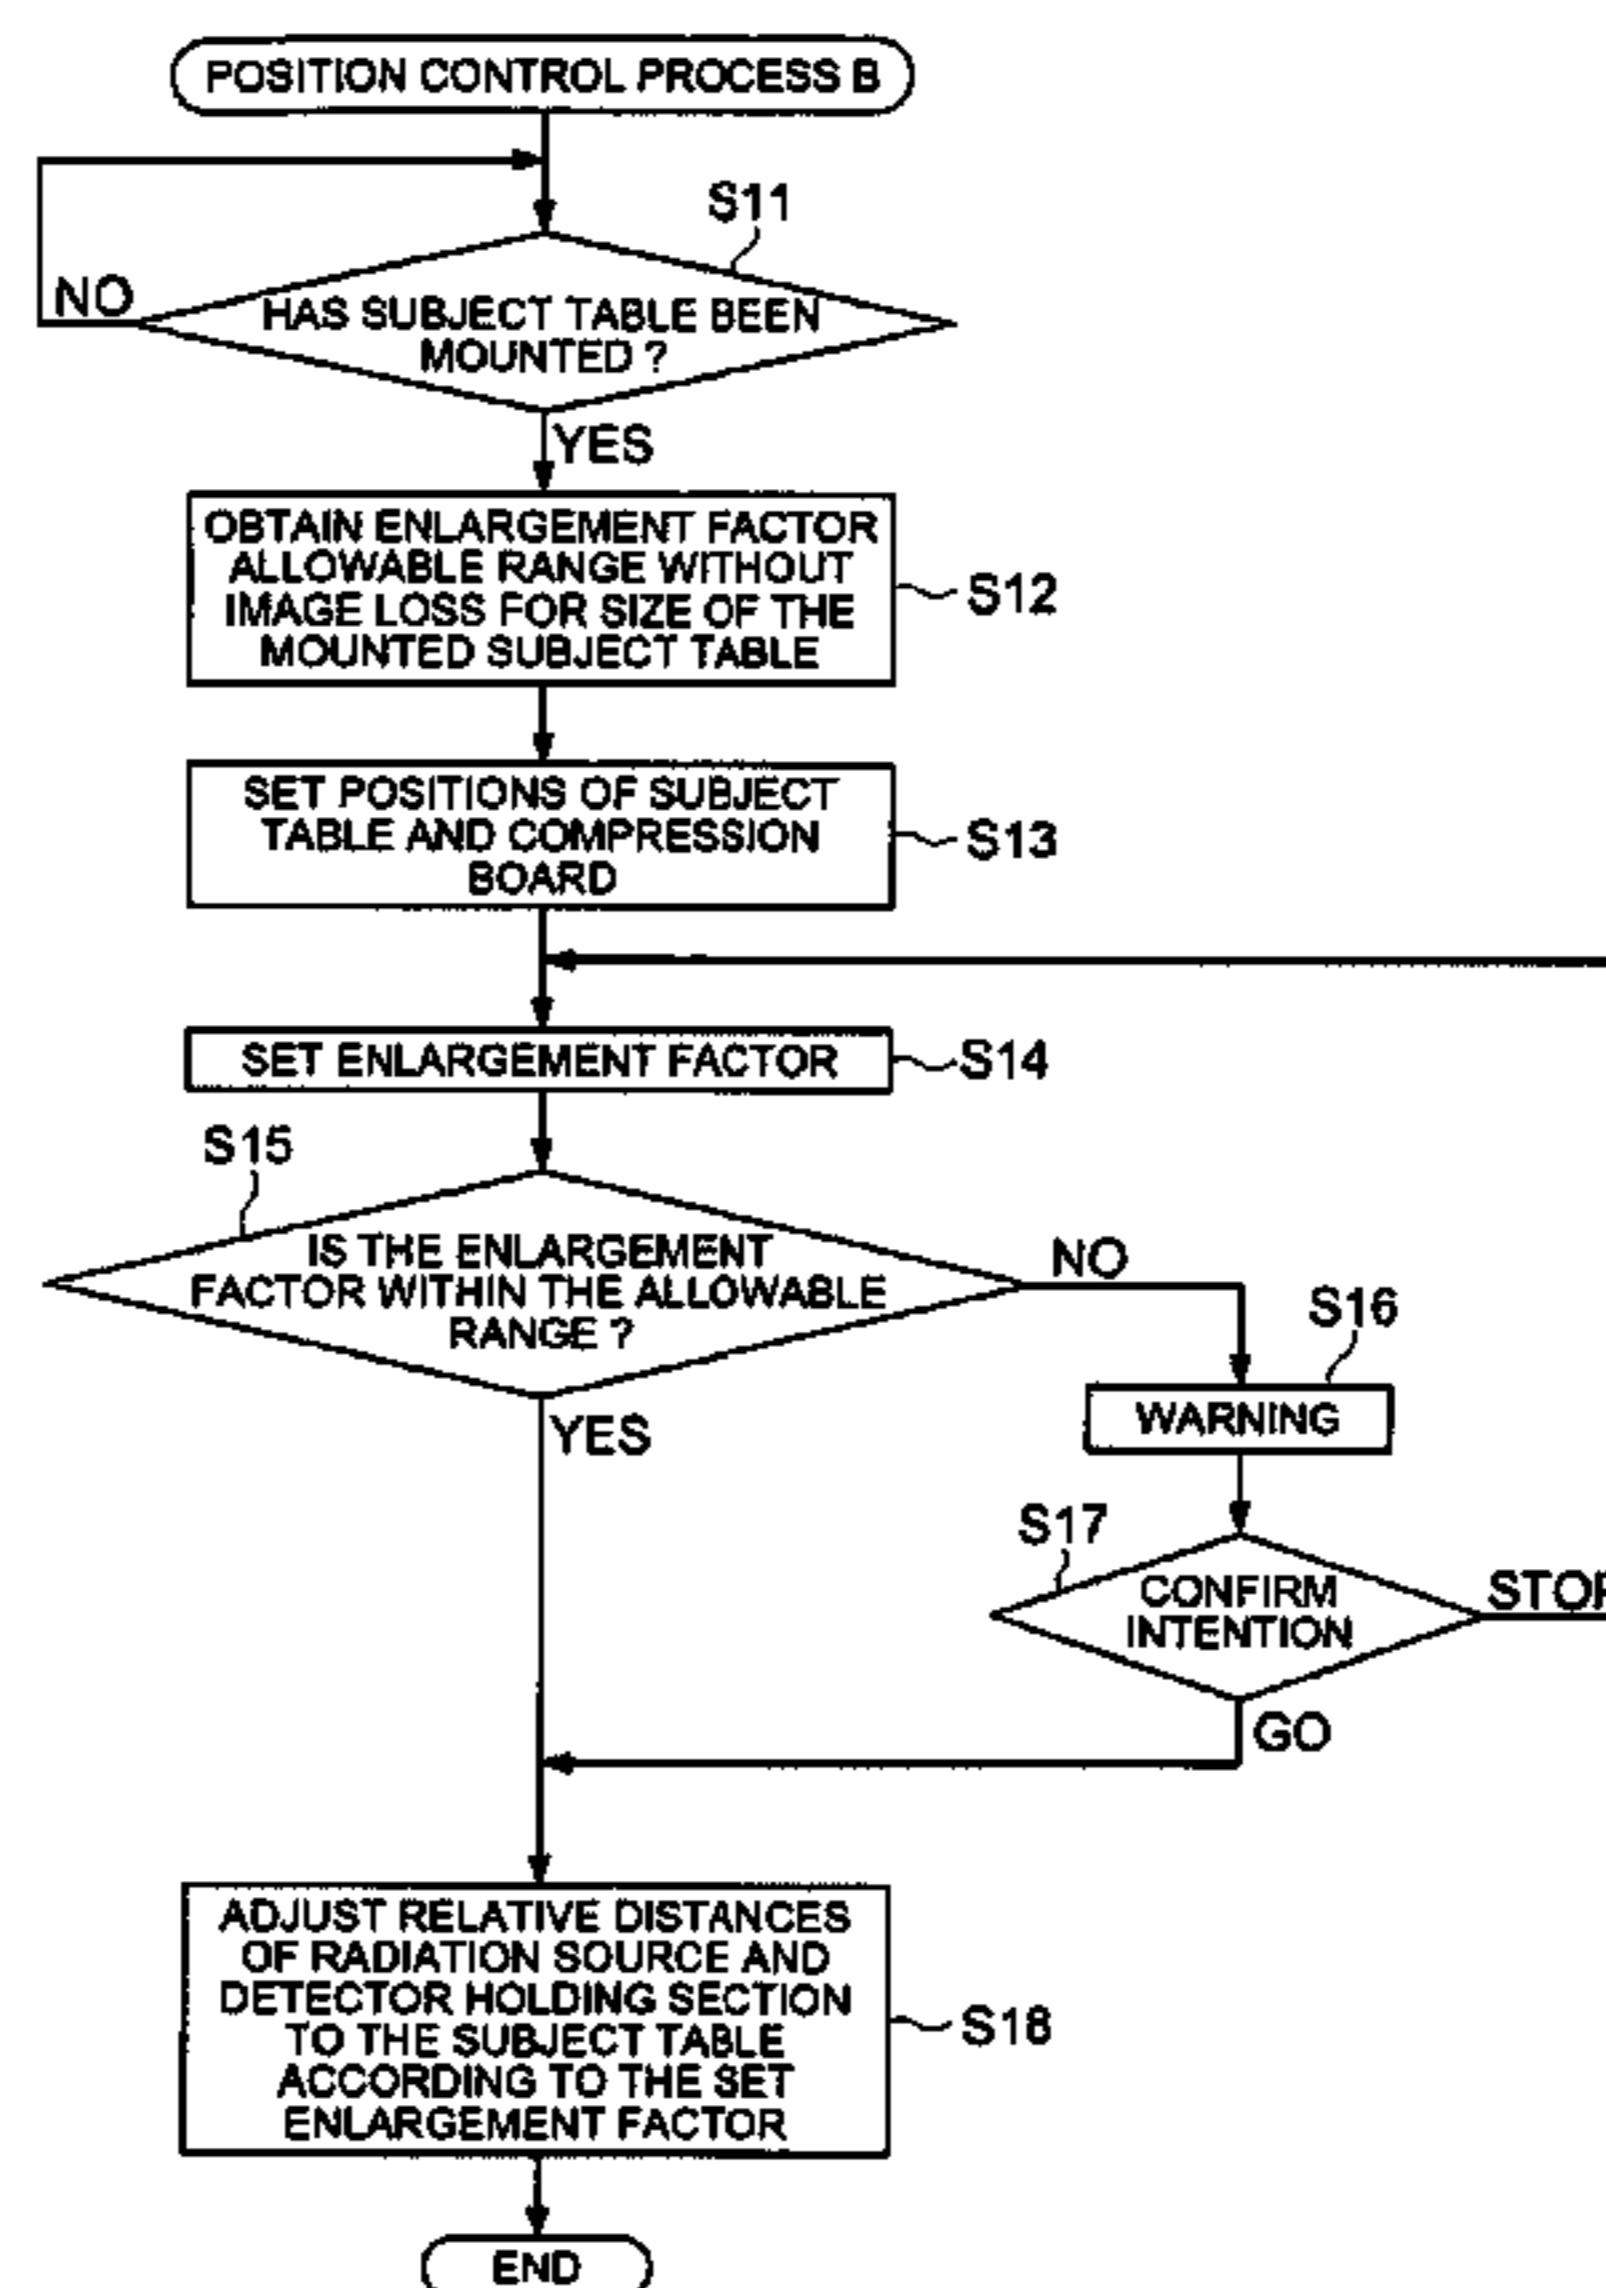 POSITION CONTROL PROCESS B
S11
NO
HAS SUBJECT TABLE BEEN
MOUNTED ?
YES
OBTAIN ENLARGEMENT FACTOR
ALLOWABLE RANGE WITHOUT
IMAGE LOSS FOR SIZE OF THE
MOUNTED SUBJECT TABLE
S12
SET POSITIONS OF SUBJECT
TABLE AND COMPRESSION
BOARD
S13
SET ENLARGEMENT FACTOR
S14
S15
IS THE ENLARGEMENT
FACTOR WITHIN THE ALLOWABLE
RANGE ?
NO
YES
S16
WARNING
S17
CONFIRM
INTENTION
GO
ADJUST RELATIVE DISTANCES
OF RADIATION SOURCE AND
DETECTOR HOLDING SECTION
TO THE SUBJECT TABLE
ACCORDING TO THE SET
ENLARGEMENT FACTOR
S18
END